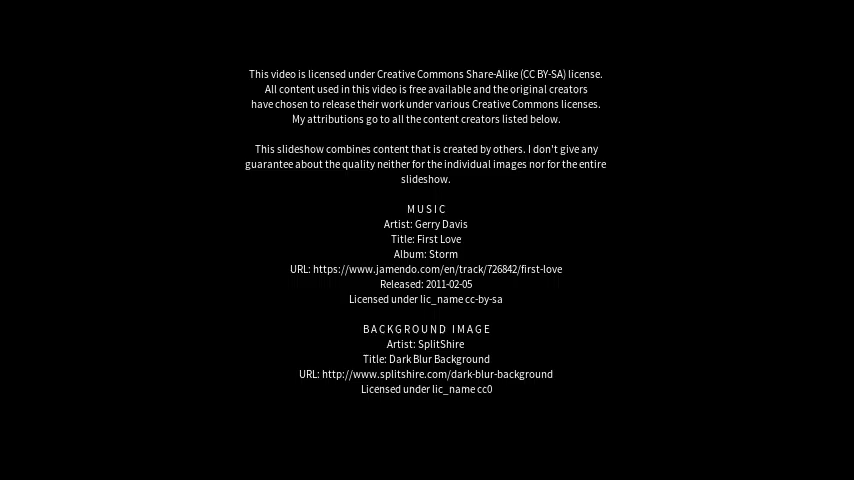 This video is licensed under Creative Commons Share-Alike (CC BY-SA) license.
All content used in this video is free available and the original creators
have chosen to release their work under various Creative Commons licenses.
My attributions go to all the content creators listed below.
This slideshow combines content that is created by others. I don't give any
guarantee about the quality neither for the individual images nor for the entire
slideshow.
MUSIC
Artist: Gerry Davis
Title: First Love
Album: Storm
URL: https://www.jamendo.com/en/track/726842/first-love
Released: 2011-02-05
Licensed under lic_name cc-by-sa
BACKGROUND IMAGE
Artist: SplitShire
Title: Dark Blur Background
URL: http://www.splitshire.com/dark-blur-background
Licensed under lic_name cc0